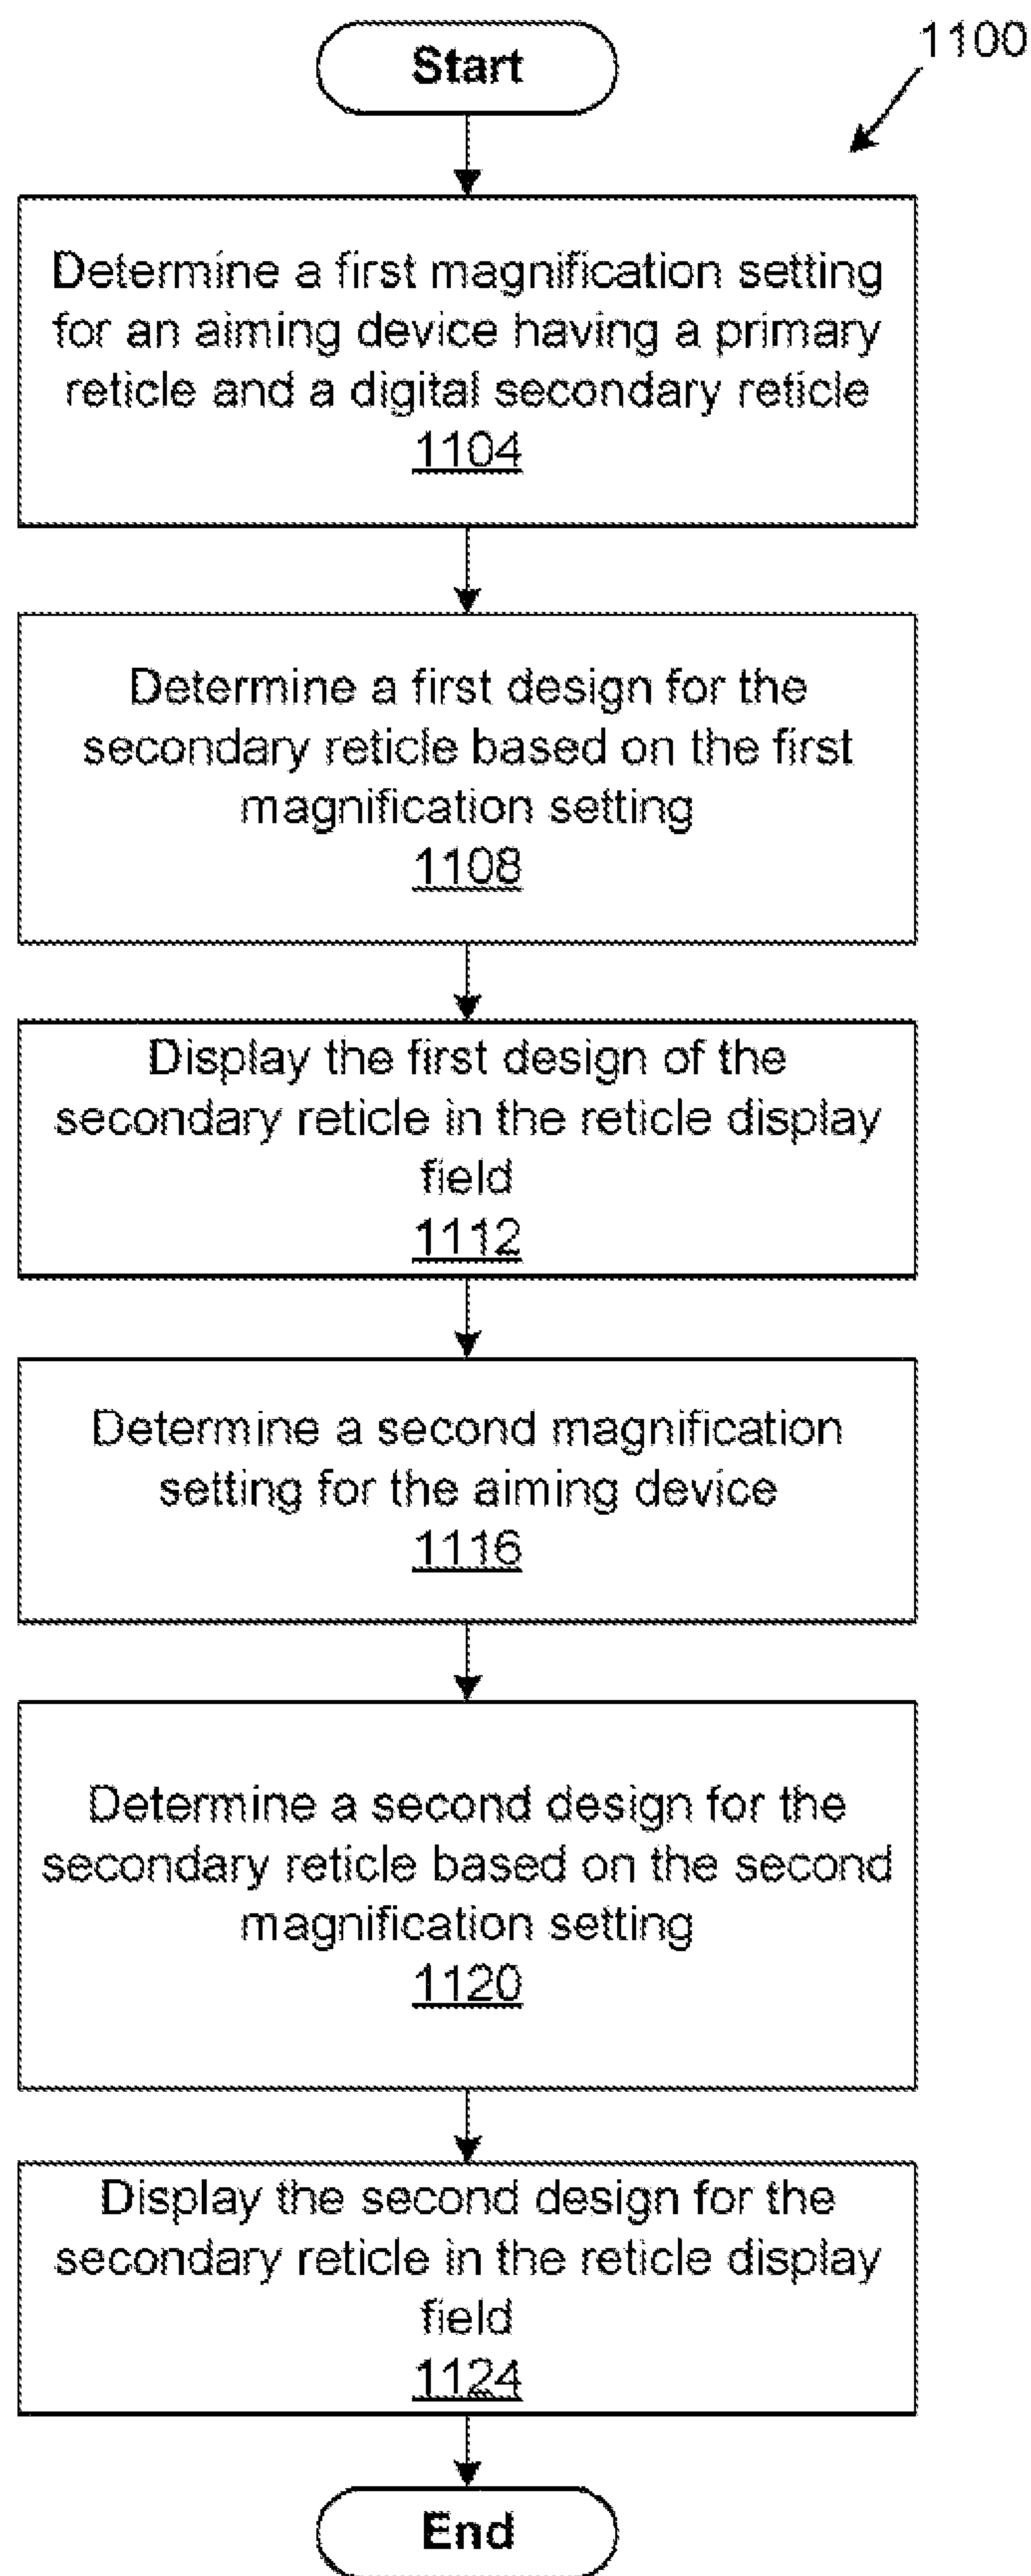 Start
1100
Determine a first magnification setting
for an aiming device having a primary
reticle and a digital secondary reticle
1104
Determine a first design for the
secondary reticle based on the first
magnification setting
1108
Display the first design of the
secondary reticle in the reticle display
field
1112
Determine a second magnification
setting for the aiming device
1116
Determine a second design for the
secondary reticle based on the second
magnification setting
1120
Display the second design for the
secondary reticle in the reticle display
field
1124
End